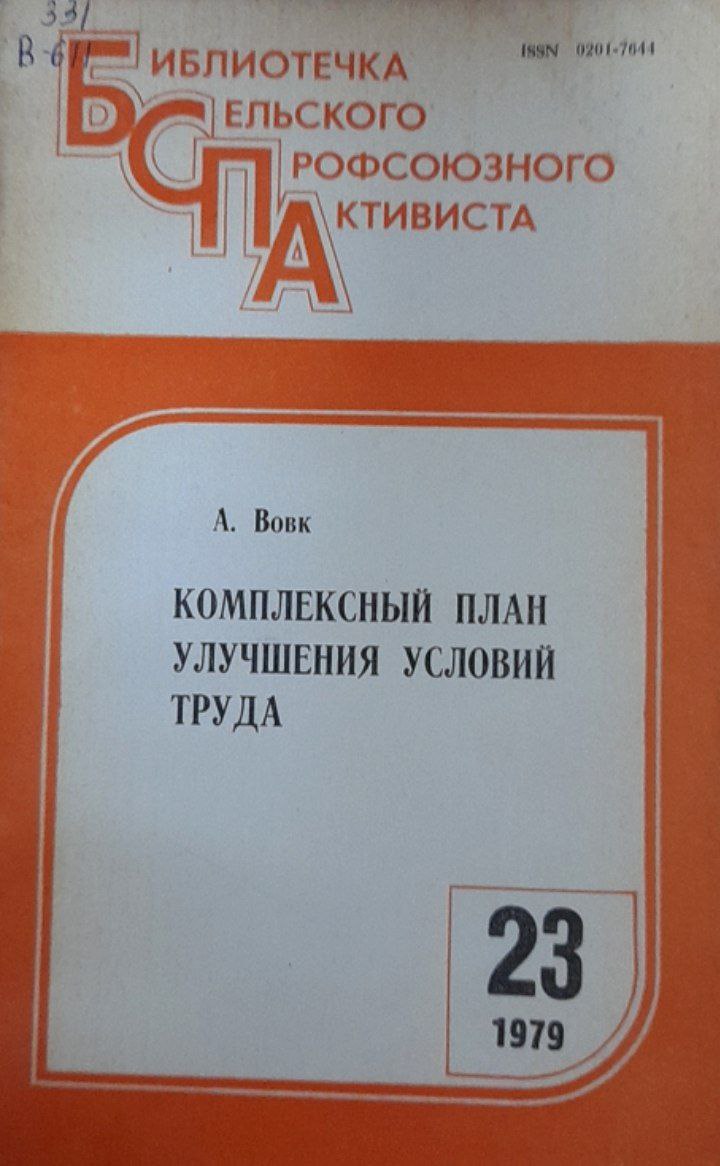 331
В-611
ISSN 0201-7644
БИБЛИОТЕЧКА
СЕЛЬСКОГО
ПРОФСОЮЗНОГО
АКТИВИСТА
А. Вовк
КОМПЛЕКСНЫЙ ПЛАН
УЛУЧШЕНИЯ УСЛОВИЙ
ТРУДА
23
1979